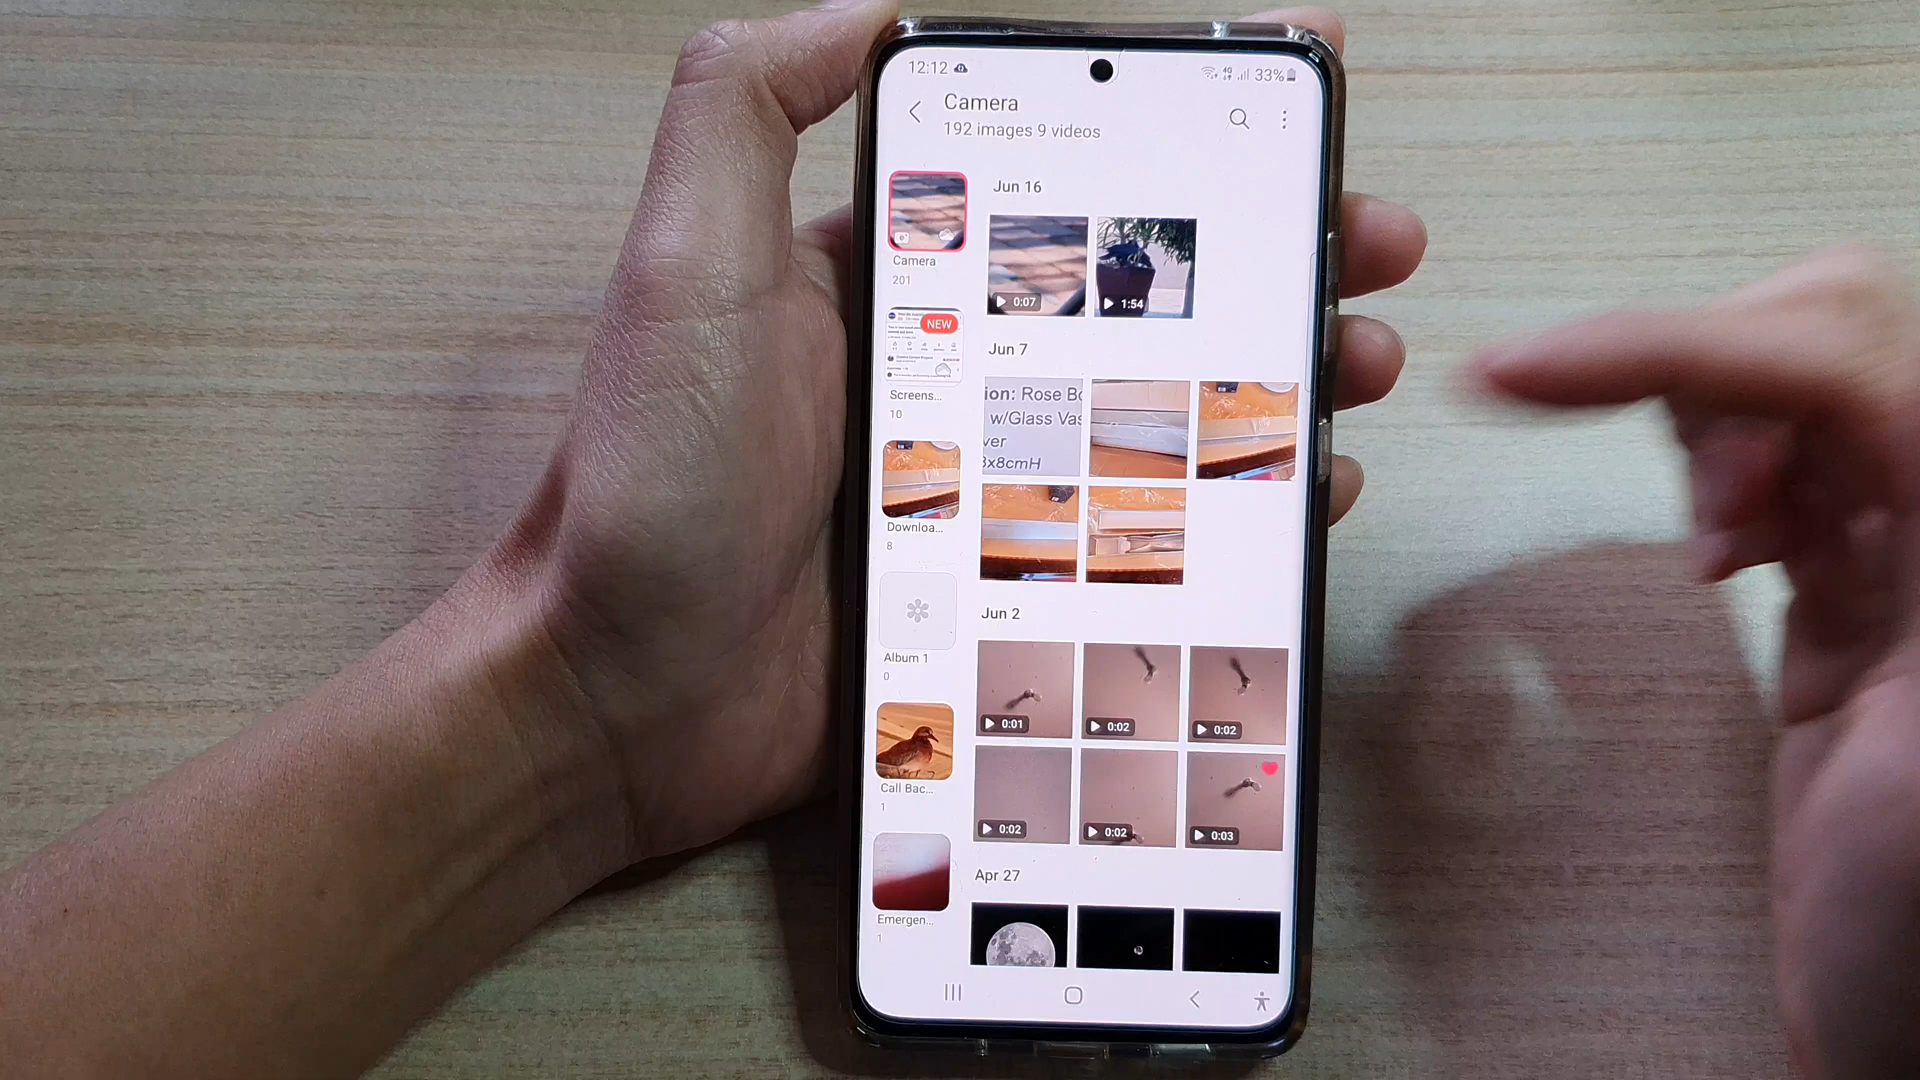 12:12
4G
33%
Camera
192 images 9 videos
Camera
201
NEW
Screens...
10
Downloa...
8
Album 1
0
Call Bac...
1
Emergen...
1
Jun 16
0:07
1:54
Jun 7
ion: Rose Bo
w/Glass Vas
ver
8x8cmH
Jun 2
0:01
0:02
0:02
0:02
0:02
0:03
Apr 27